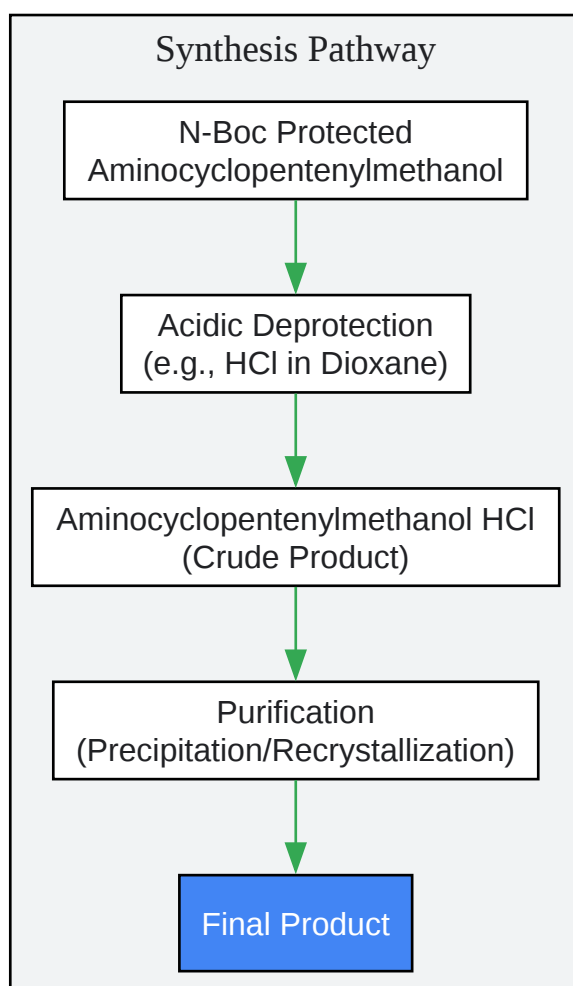 Synthesis Pathway
N-Boc Protected
Aminocyclopentenylmethanol
Acidic Deprotection
(e.g., HCl in Dioxane)
Aminocyclopentenylmethanol HCl
(Crude Product)
Purification
(Precipitation/Recrystallization)
Final Product